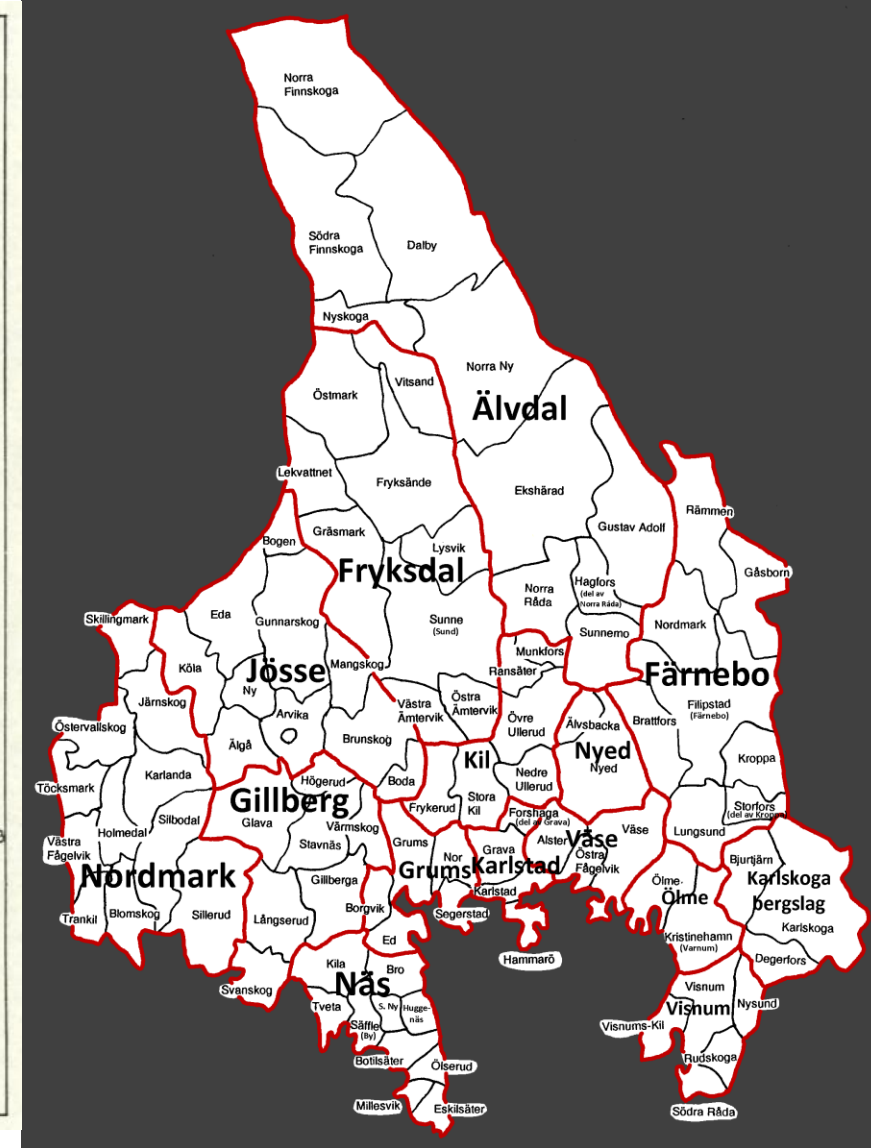 Norra
Finnskoga
Södra
Finnskoga
Dalby
Nyskoga
Norra Ny
Vitsand
Östmark
Älvdal
Lekvattnet
Fryksände
Ekshärad
Rämmen
Gräsmark
Gustav Adolf
Bogen
Lysvik
Fryksdal
Gåsborn
Hagfors
(del av
Norra Råda)
Norra
Råda
Skillingmark
Eda
Gunnarskog
Sunne
(Sund)
Sunnemo
Nordmark
Munkfors
Mangskog
Ransäter
Köla
Jösse
Färnebo
Ny
Järnskog
Västra
Ämtervik
Östra
Ämtervik
Filipstad
(Färnebo)
Arvika
Övre
Ullerud
Älvsbacka
Brattfors
Östervallskog
Älgå
Brunskog
Kil
Nyed
Nyed
Kroppa
Karlanda
Högerud
Boda
Nedre
Ullerud
Töcksmark
Gillberg
Stora
Kil
Frykerud
Storfors
(del av Kroppa)
Silbodal
Glava
Värmskog
Forshaga
(del av Grava)
Holmedal
Stavnäs
Grums
Alster
Väse
Väse
Lungsund
Västra
Fågelvik
Nor
Grava
Östra
Fågelvik
Bjurtjärn
Nordmark
Gillberga
Grums
Karlstad
Karlstad
Ölme
Ölme
Karlskoga
bergslag
Trankil
Blomskog
Sillerud
Långserud
Borgvik
Segerstad
Karlskoga
Ed
Kristinehamn
(Varnum)
Hammarö
Degerfors
Kila
Bro
Svanskog
Näs
Visnum
Nysund
Tveta
S. Ny
Hugge-
näs
Visnum
Säffle
(By)
Visnums-Kil
Botilsäter
Ölserud
Rudskoga
Millesvik
Eskilsäter
Södra Råda